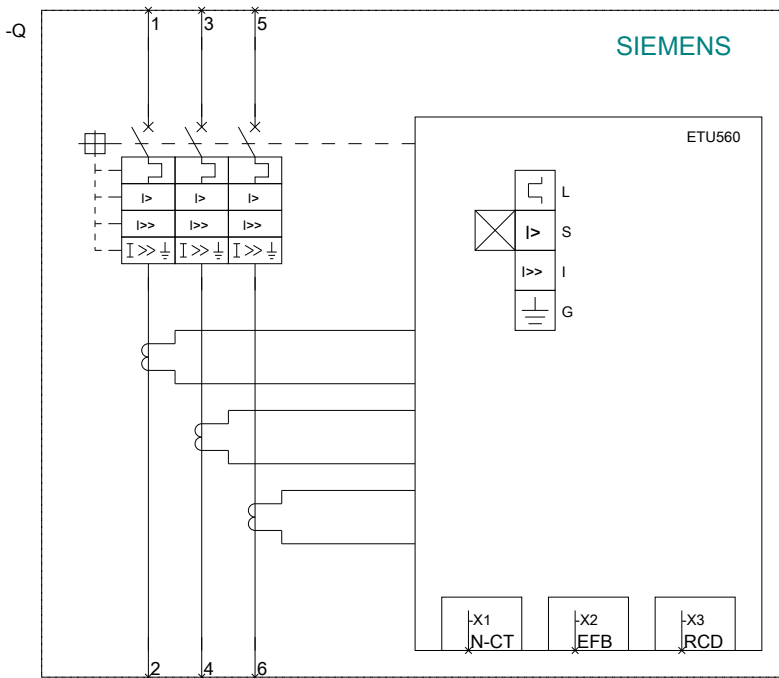 -Q
1 3 5
SIEMENS
ETU560
I> I> I>
I>> I>> I>>
I>> I>> I>>
L
I> S
I>> I
G
-X1 -X2 -X3
N-CT EFB RCD
2 4 6